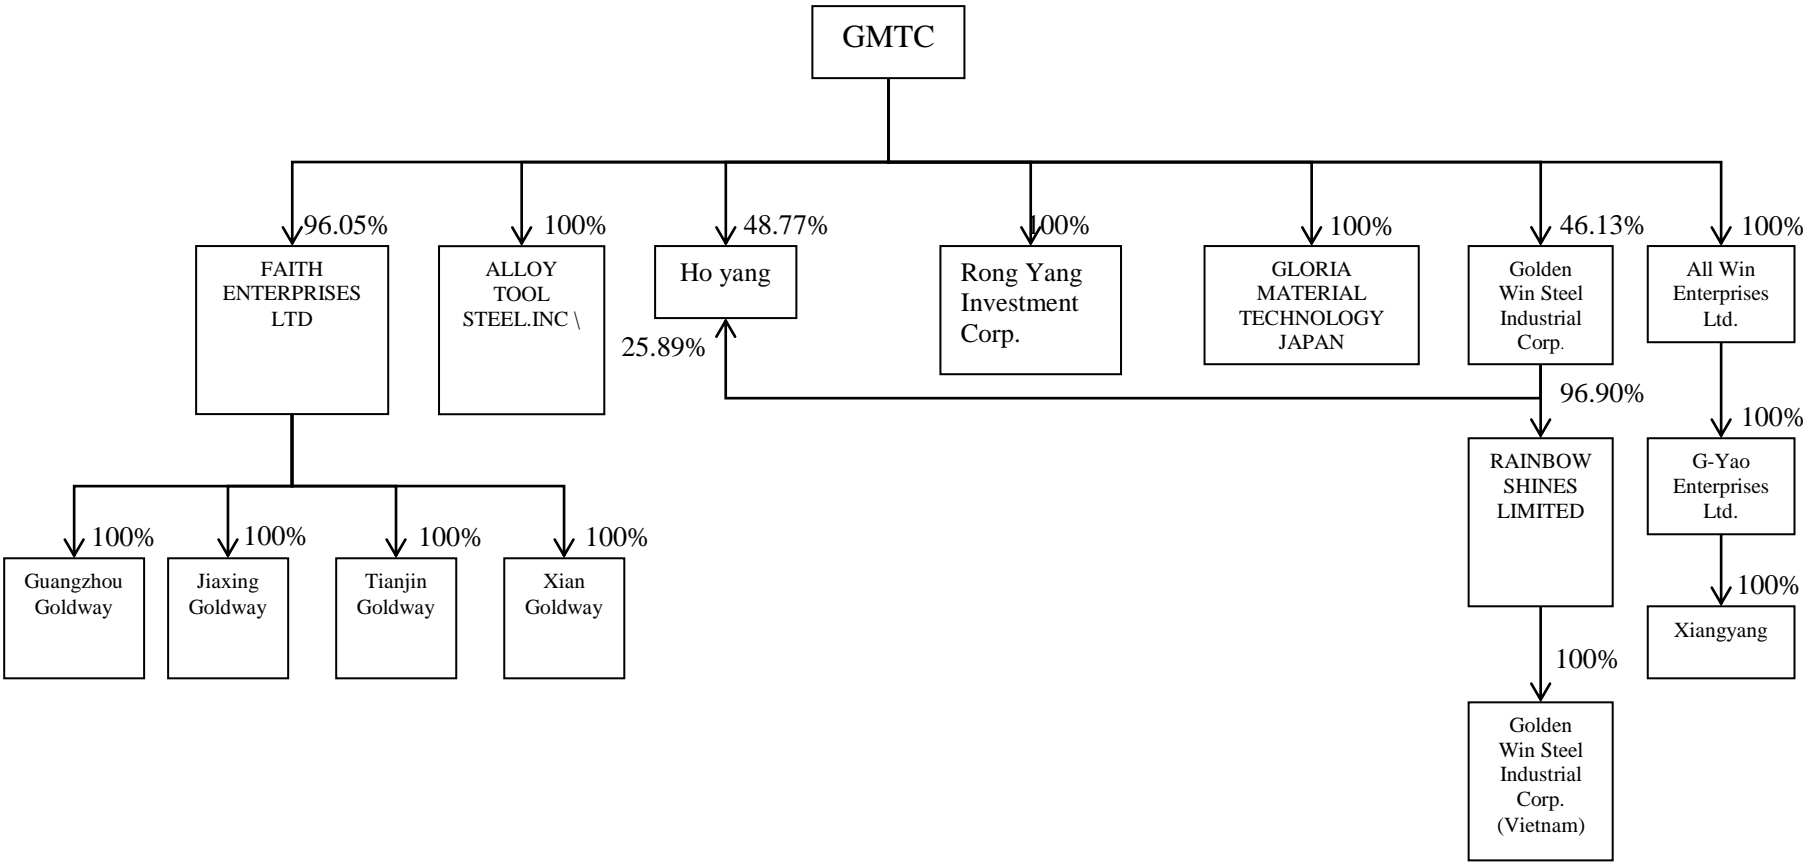 GMTC
96.05%
100%
48.77%
100%
100%
46.13%
100%
FAITH
ENTERPRISES
LTD
ALLOY
TOOL
STEEL.INC \
Ho yang
Rong Yang
Investment
Corp.
GLORIA
MATERIAL
TECHNOLOGY
JAPAN
Golden
Win Steel
Industrial
Corp.
All Win
Enterprises
Ltd.
25.89%
96.90%
100%
RAINBOW
SHINES
LIMITED
G-Yao
Enterprises
Ltd.
100%
100%
100%
100%
100%
Guangzhou
Goldway
Jiaxing
Goldway
Tianjin
Goldway
Xian
Goldway
Xiangyang
100%
Golden
Win Steel
Industrial
Corp.
(Vietnam)